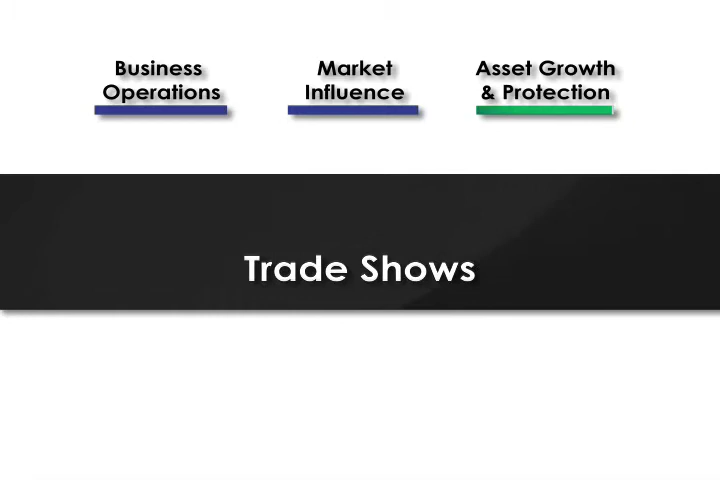 Business
Operations
Market
Influence
Asset Growth
& Protection
Trade Shows